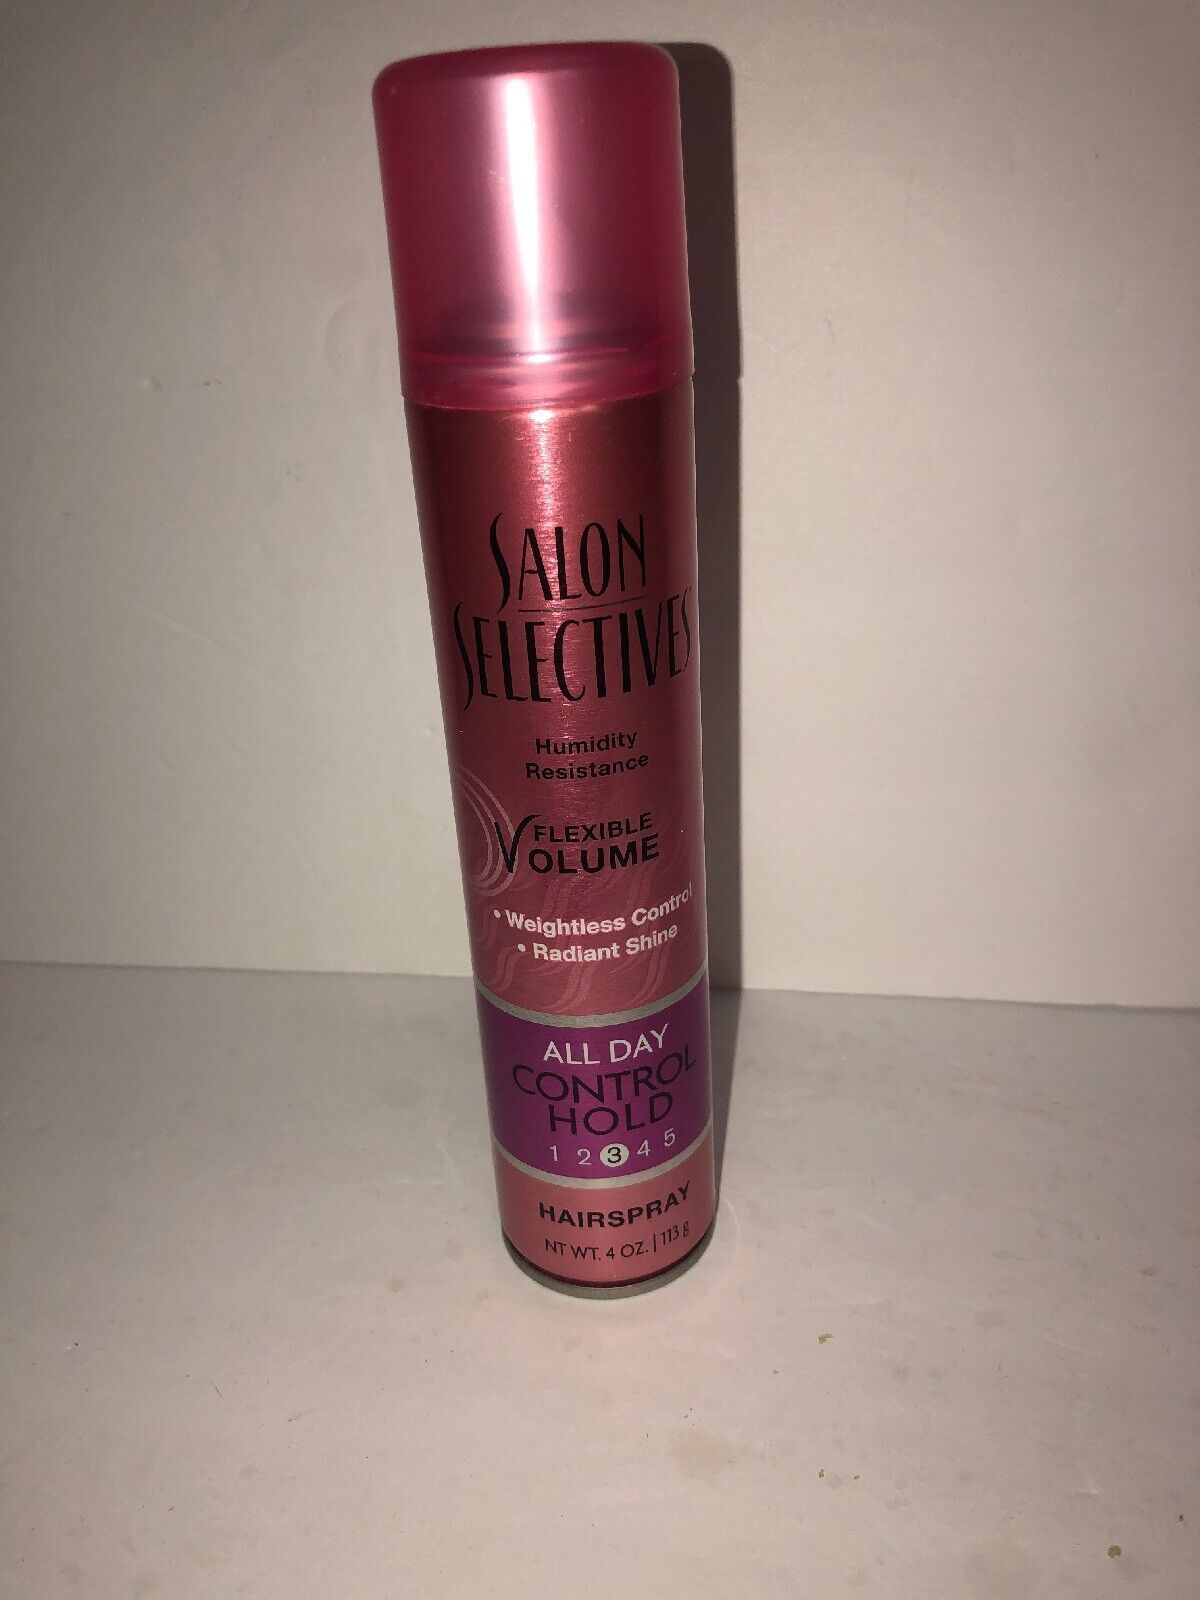 SALON
SELECTIVES™
Humidity
Resistance
FLEXIBLE
VOLUME
• Weightless Control
• Radiant Shine
ALL DAY
CONTROL
HOLD
1 2 3 4 5
HAIRSPRAY
NT WT. 4 OZ. | 113 g